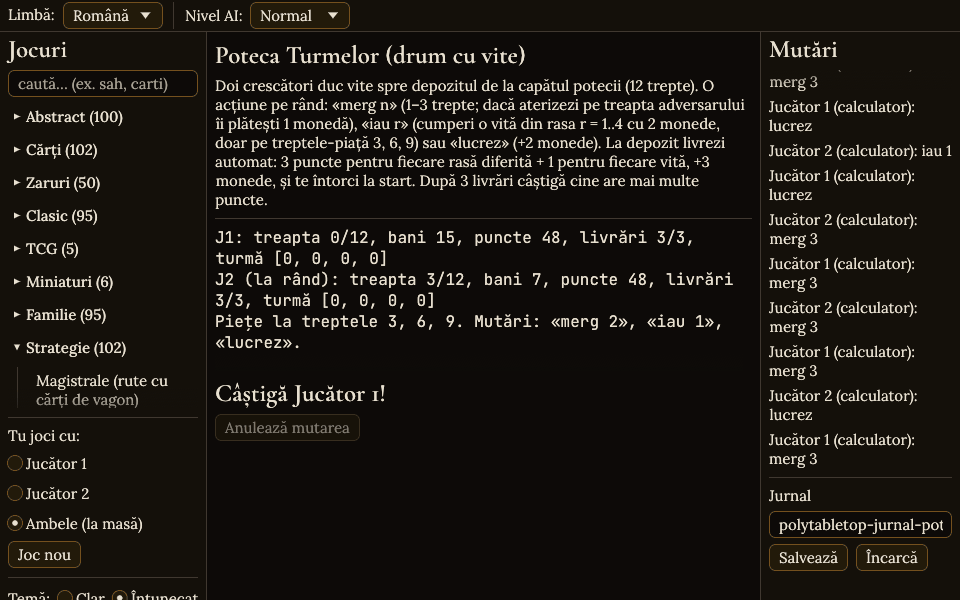 Limbă:
Română
Nivel AI:
Normal
Jocuri
caută... (ex. sah, carti)
Abstract (100)
Cărți (102)
Zaruri (50)
Clasic (95)
TCG (5)
Miniaturi (6)
Familie (95)
Strategie (102)
Magistrale (rute cu
cărți de vagon)
Tu joci cu:
Jucător 1
Jucător 2
Ambele (la masă)
Joc nou
Temă:
Clar
Întunecat
Poteca Turmelor (drum cu vite)
Doi crescători duc vite spre depozitul de la capătul potecii (12 trepte). O
acțiune pe rând: «merg n» (1–3 trepte; dacă aterizezi pe treapta adversarului
îi plătești 1 monedă), «iau r» (cumperi o vită din rasa r = 1..4 cu 2 monede,
doar pe treptele-piață 3, 6, 9) sau «lucrez» (+2 monede). La depozit livrezi
automat: 3 puncte pentru fiecare rasă diferită + 1 pentru fiecare vită, +3
monede, și te întorci la start. După 3 livrări câștigă cine are mai multe
puncte.
J1: treapta 0/12, bani 15, puncte 48, livrări 3/3,
turmă [0, 0, 0, 0]
J2 (la rând): treapta 3/12, bani 7, puncte 48, livrări
3/3, turmă [0, 0, 0, 0]
Piețe la treptele 3, 6, 9. Mutări: «merg 2», «iau 1»,
«lucrez».
Câștigă Jucător 1!
Anulează mutarea
Mutări
merg 3
Jucător 1 (calculator):
lucrez
Jucător 2 (calculator): iau 1
Jucător 1 (calculator):
lucrez
Jucător 2 (calculator):
merg 3
Jucător 1 (calculator):
merg 3
Jucător 2 (calculator):
merg 3
Jucător 1 (calculator):
merg 3
Jucător 2 (calculator):
lucrez
Jucător 1 (calculator):
merg 3
Jurnal
polytabletop-jurnal-pot
Salvează
Încarcă